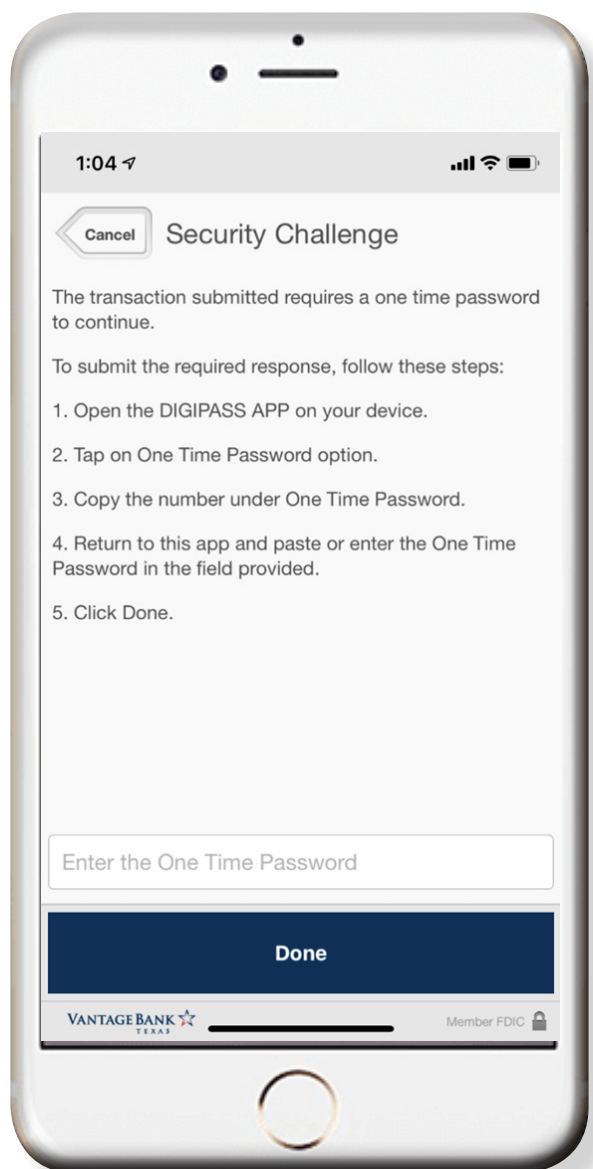 1:04
Cancel
Security Challenge
The transaction submitted requires a one time password
to continue.
To submit the required response, follow these steps:
1. Open the DIGIPASS APP on your device.
2. Tap on One Time Password option.
3. Copy the number under One Time Password.
4. Return to this app and paste or enter the One Time
Password in the field provided.
5. Click Done.
Enter the One Time Password
Done
VANTAGE BANK
TEXAS
Member FDIC